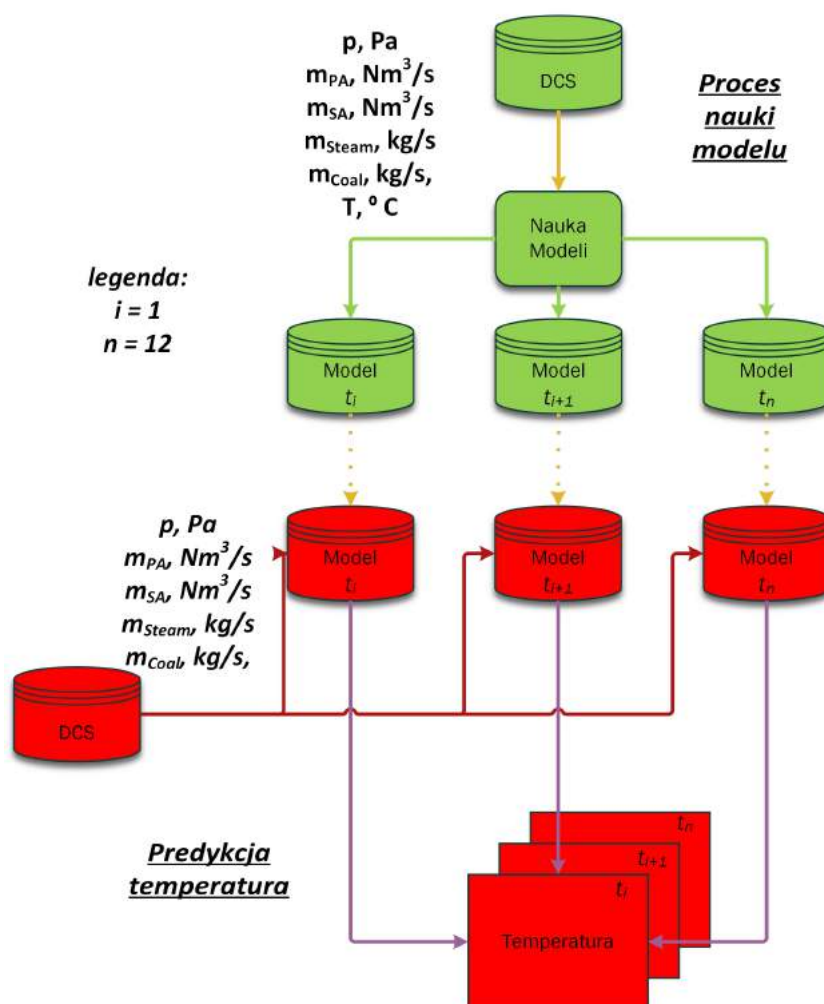 p, Pa
m_PA, Nm³/s
m_SA, Nm³/s
m_Steam, kg/s
m_Coal, kg/s,
T, ⁰ C
DCS
Proces
nauki
modelu
Nauka
Modeli
legenda:
i = 1
n = 12
Model
t_i
Model
t_i+1
Model
t_n
p, Pa
m_PA, Nm³/s
m_SA, Nm³/s
m_Steam, kg/s
m_Coal, kg/s,
Model
t_i
Model
t_i+1
Model
t_n
DCS
Predykcja
temperatura
t_n
t_i+1
t_i
Temperatura